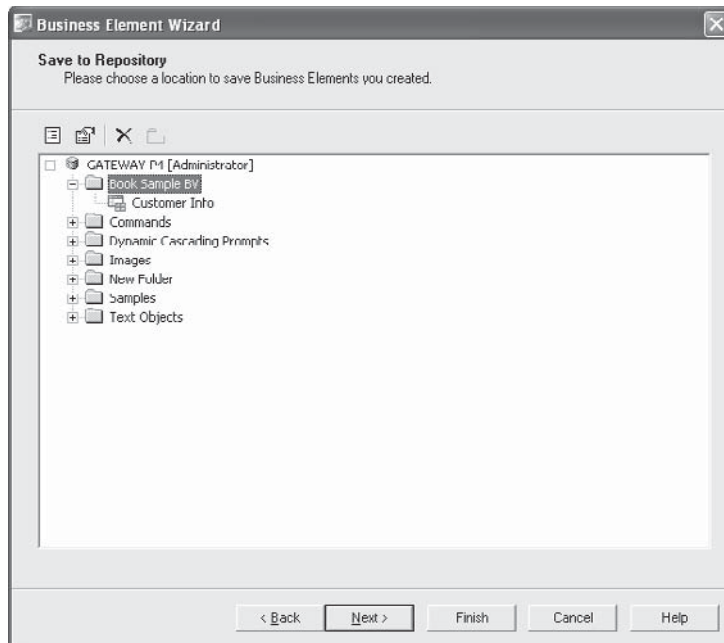 Business Element Wizard
Save to Repository
Please choose a location to save Business Elements you created.
GATEWAY P4 [Administrator]
Book Sample BV
Customer Info
Commands
Dynamic Cascading Prompts
Images
New Folder
Samples
Text Objects
< Back
Next >
Finish
Cancel
Help